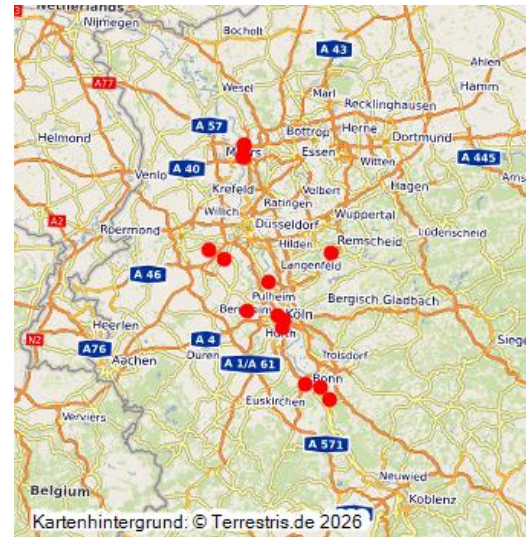 Netherlands
Nijmegen
Bocholt
A 43
A77
Wesel
Marl
Ahlen
Recklinghausen
Hamm
A 57
Bottrop
Herne
Dortmund
Helmond
Essen
Witten
A 445
Venlo
A 40
Krefeld
Velbert
Hagen
Ratingen
Willich
Wuppertal
A2
Roermond
Düsseldorf
Lüdenscheid
Hilden
Remscheid
Langenfeld
A 46
Pulheim
Bergisch Gladbach
Köln
Heerlen
N2
A 4
A76
Düren
Aachen
A 1/A 61
Troisdorf
Bonn
Verviers
Euskirchen
A 571
Neuwied
Belgium
Koblenz
Kartenhintergrund: © Terrestris.de 2026